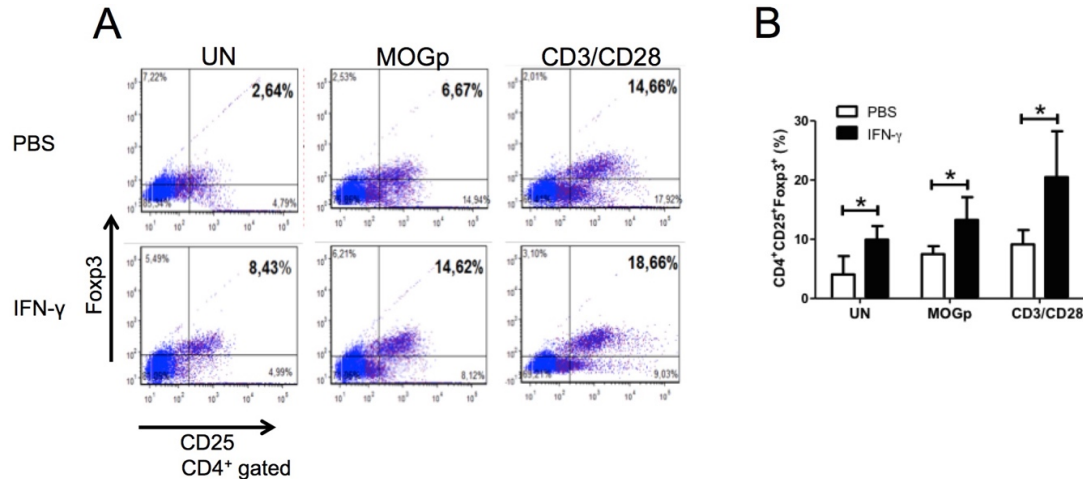 A
B
UN MOGp CD3/CD28
PBS
7,22% 2,64%
4,79%
2,53% 6,67%
14,94%
2,01% 14,66%
17,92%
IFN-γ
5,49% 8,43%
4,99%
6,21% 14,62%
8,12%
3,10% 18,66%
9,03%
Foxp3
CD25
CD4⁺ gated
PBS
IFN-γ
CD4⁺CD25⁺Foxp3⁺ (%)
30
20
10
0
* * *
UN MOGp CD3/CD28